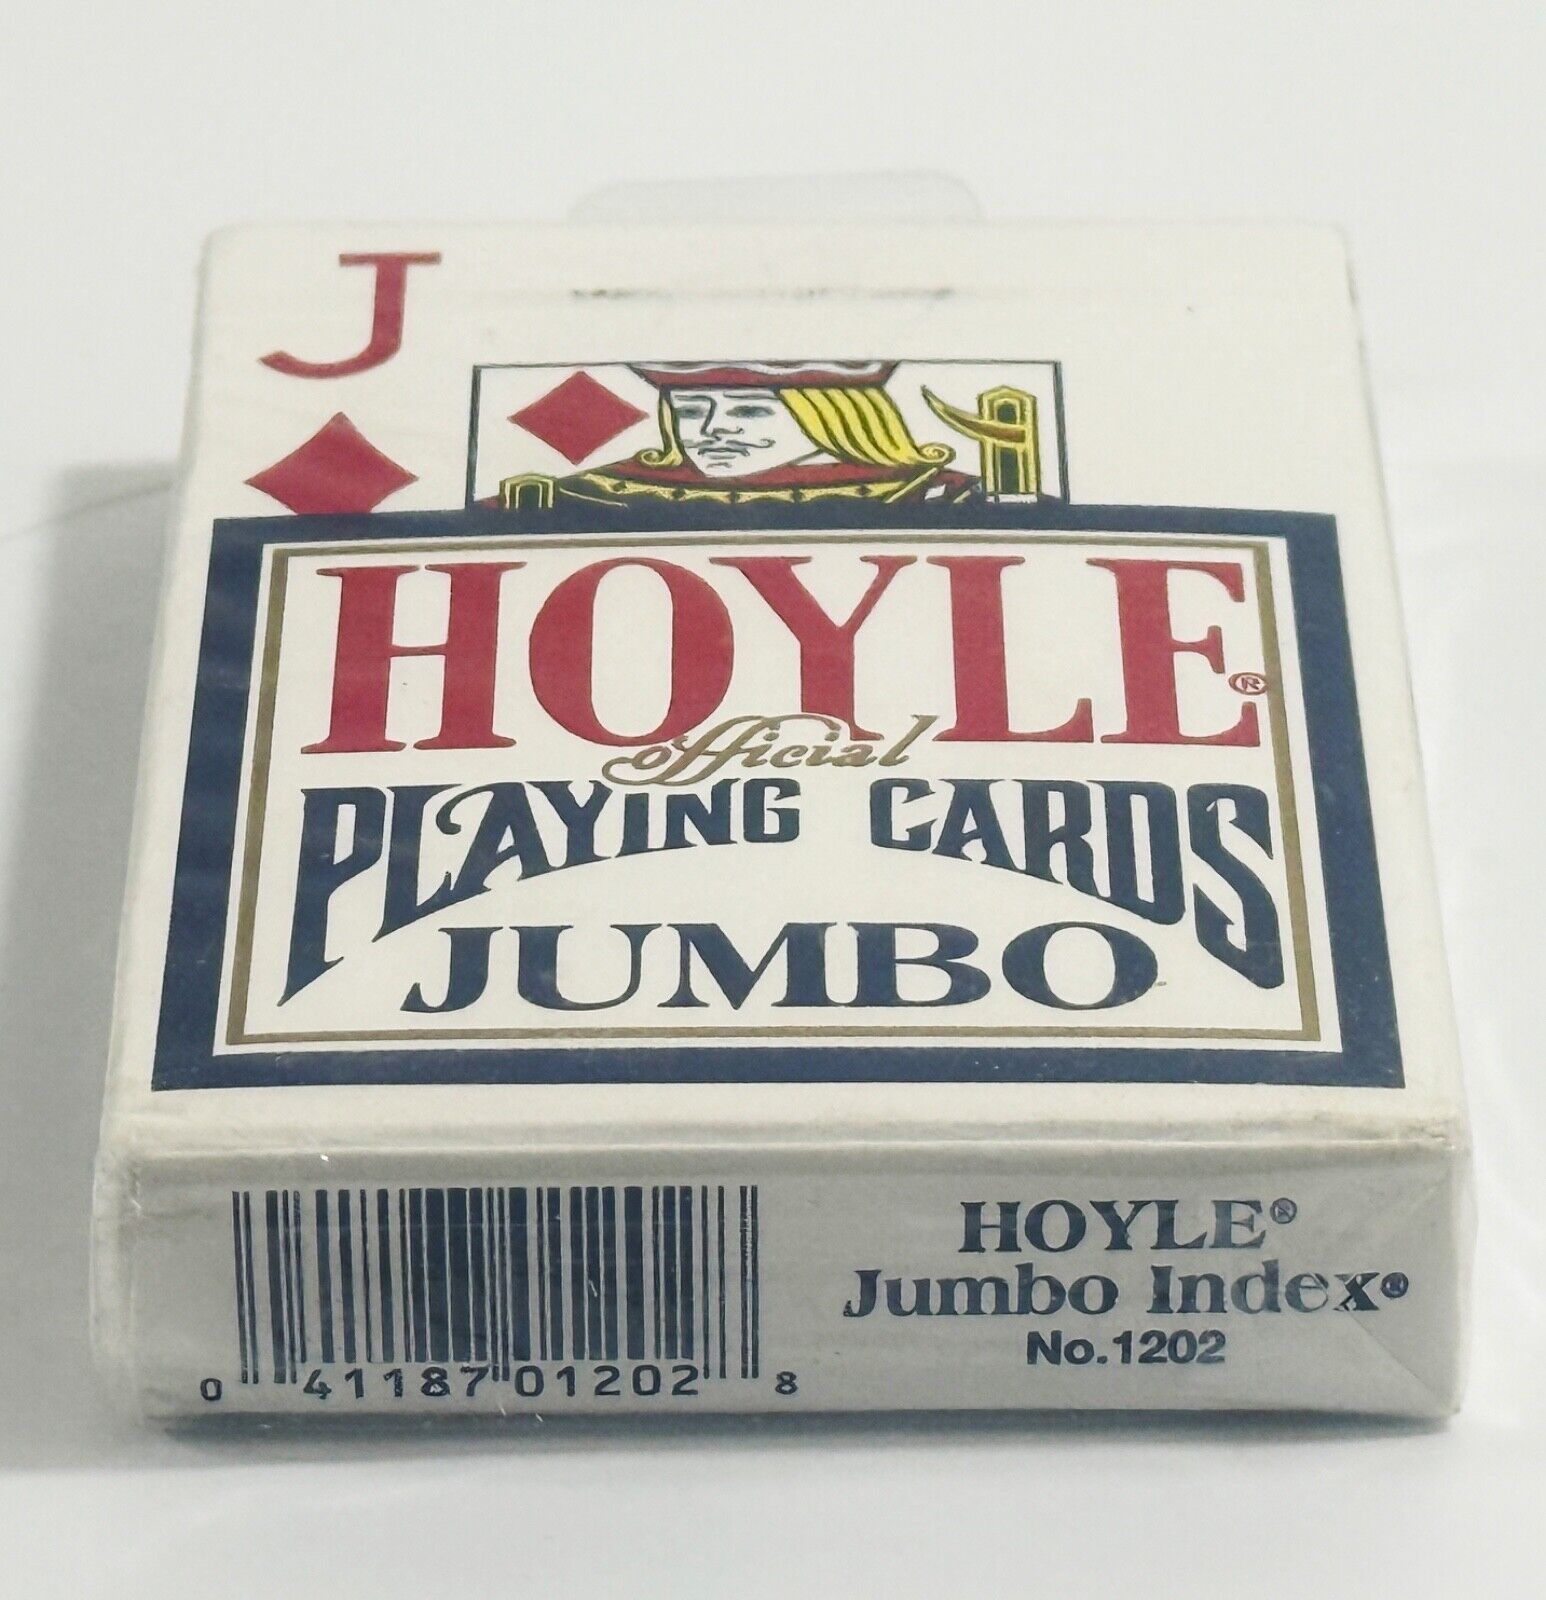 J
HOYLE®
official
PLAYING CARDS
JUMBO
HOYLE®
Jumbo Index®
No.1202
0 41187 01202 8